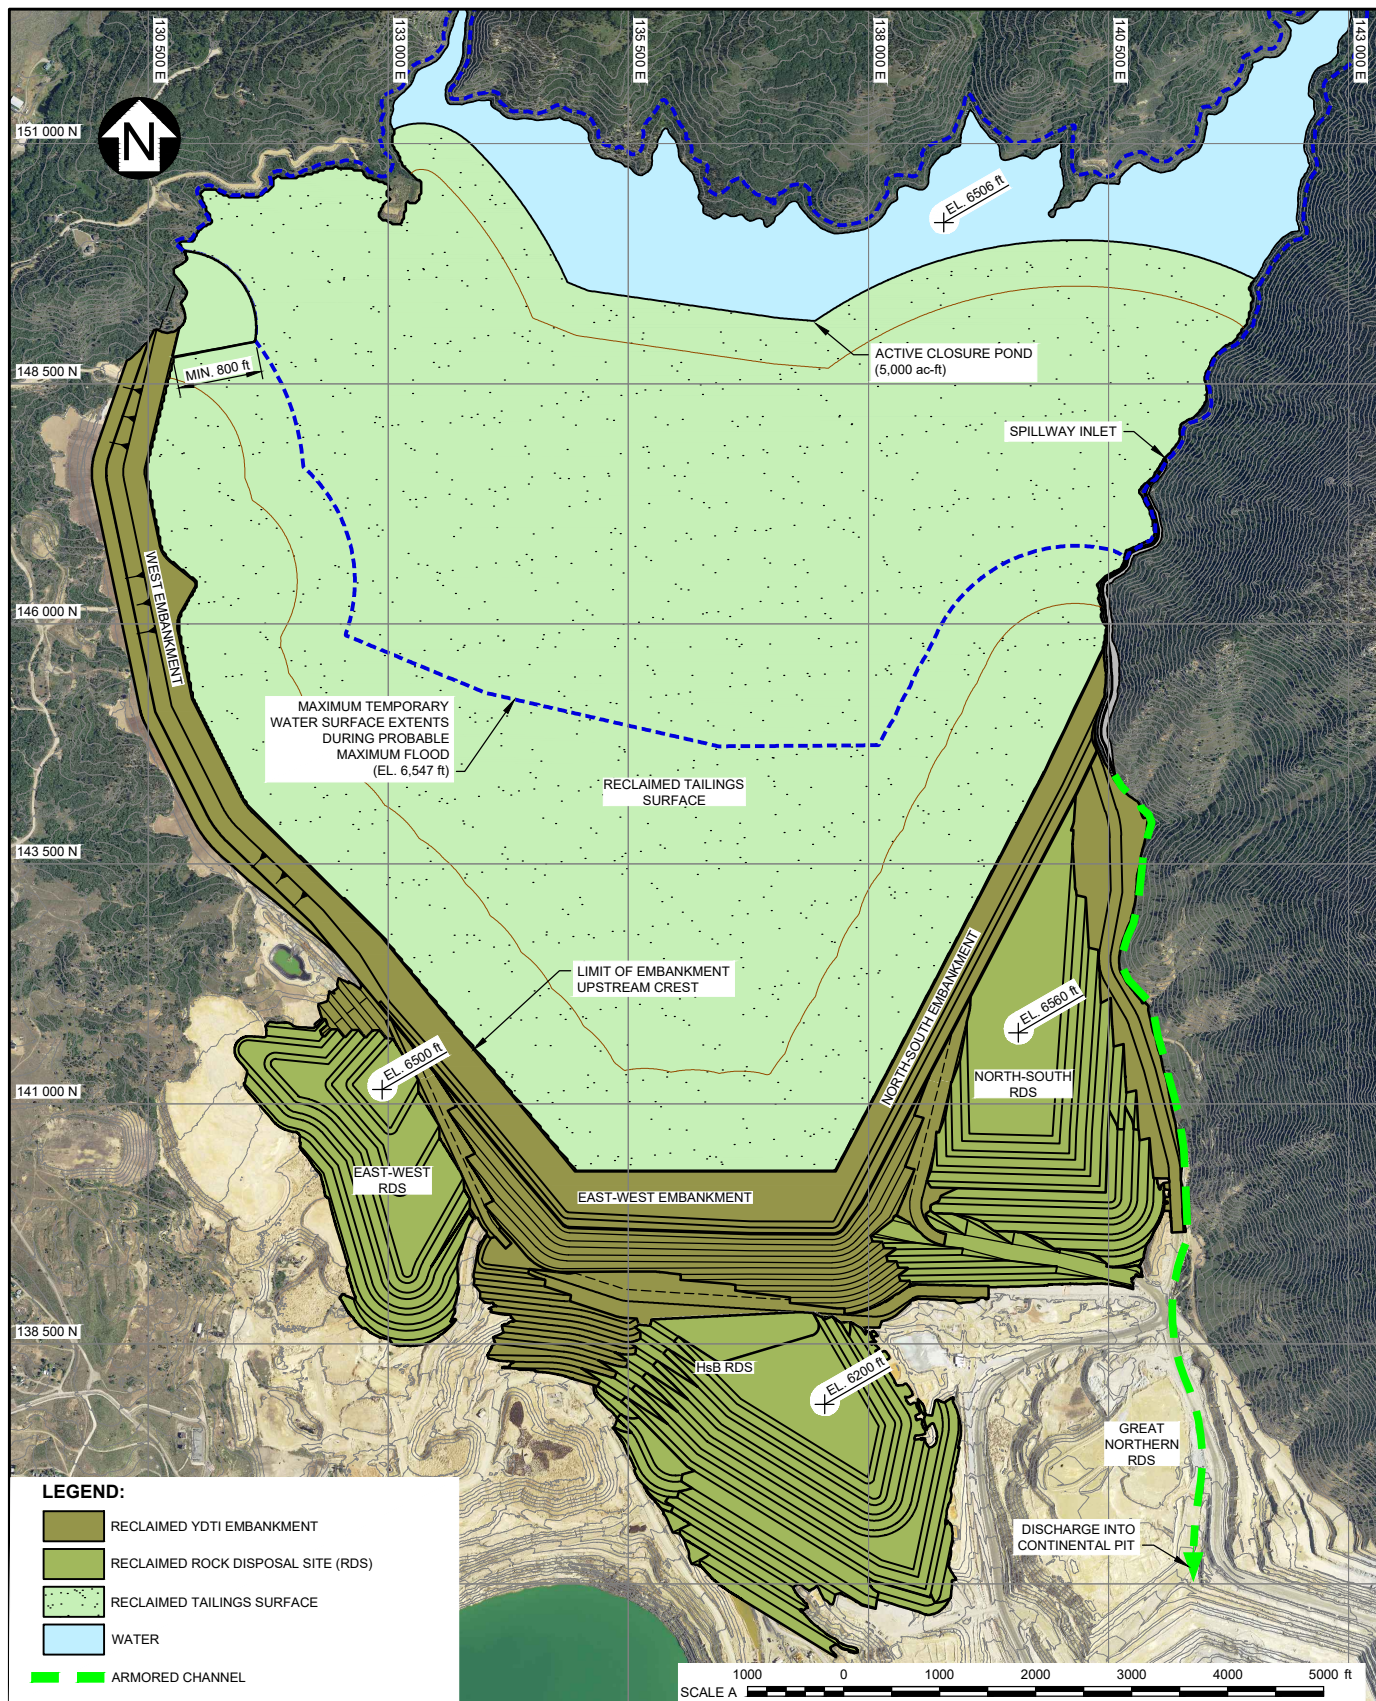 130 500 E
133 000 E
135 500 E
138 000 E
140 500 E
143 000 E
151 000 N
N
EL. 6506 ft
ACTIVE CLOSURE POND
(5,000 ac-ft)
MIN. 800 ft
148 500 N
SPILLWAY INLET
WEST EMBANKMENT
146 000 N
MAXIMUM TEMPORARY
WATER SURFACE EXTENTS
DURING PROBABLE
MAXIMUM FLOOD
(EL. 6,547 ft)
RECLAIMED TAILINGS
SURFACE
143 500 N
LIMIT OF EMBANKMENT
UPSTREAM CREST
NORTH-SOUTH EMBANKMENT
EL. 6560 ft
EL. 6500 ft
NORTH-SOUTH
RDS
141 000 N
EAST-WEST
RDS
EAST-WEST EMBANKMENT
138 500 N
HsB RDS
EL. 6200 ft
GREAT
NORTHERN
RDS
DISCHARGE INTO
CONTINENTAL PIT
LEGEND:
RECLAIMED YDTI EMBANKMENT
RECLAIMED ROCK DISPOSAL SITE (RDS)
RECLAIMED TAILINGS SURFACE
WATER
ARMORED CHANNEL
1000 0 1000 2000 3000 4000 5000 ft
SCALE A